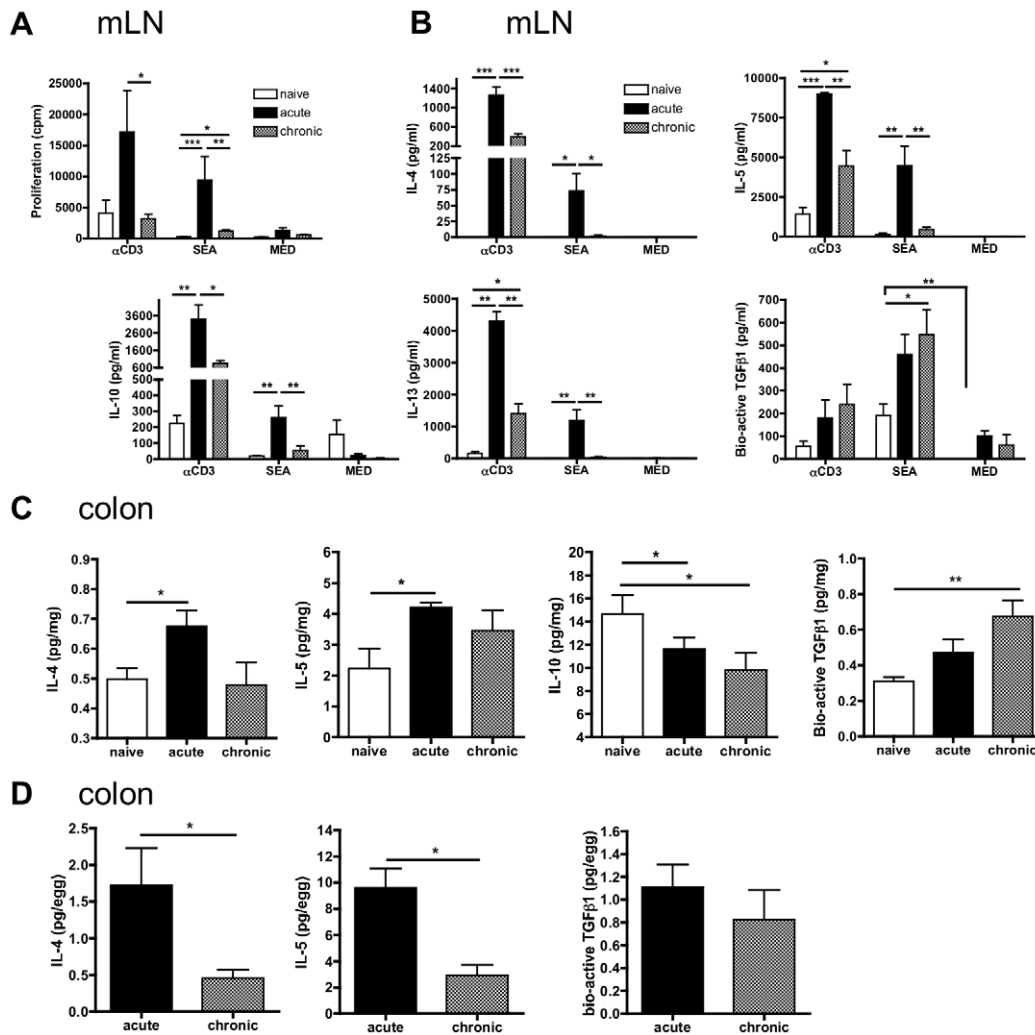 A mLN
B mLN
Proliferation (cpm)
25000
20000
15000
10000
5000
0
αCD3 SEA MED
* * *** **
naive
acute
chronic
IL-4 (pg/ml)
1400
1000
600
200
125
100
75
50
25
0
αCD3 SEA MED
*** *** * *
naive
acute
chronic
IL-5 (pg/ml)
10000
7500
5000
2500
0
αCD3 SEA MED
* *** ** ** **
IL-10 (pg/ml)
3600
2600
1600
600
500
400
300
200
100
0
αCD3 SEA MED
** * ** **
IL-13 (pg/ml)
5000
4000
3000
2000
1000
0
αCD3 SEA MED
* ** ** ** **
Bio-active TGFβ1 (pg/ml)
700
600
500
400
300
200
100
0
αCD3 SEA MED
** *
C colon
IL-4 (pg/mg)
0.9
0.8
0.7
0.6
0.5
0.4
0.3
naive acute chronic
*
IL-5 (pg/mg)
6
5
4
3
2
1
0
naive acute chronic
*
IL-10 (pg/mg)
20
18
16
14
12
10
8
6
4
naive acute chronic
* *
Bio-active TGFβ1 (pg/mg)
1.0
0.8
0.6
0.4
0.2
0.0
naive acute chronic
**
D colon
IL-4 (pg/egg)
2.5
2.0
1.5
1.0
0.5
0.0
acute chronic
*
IL-5 (pg/egg)
14
12
10
8
6
4
2
0
acute chronic
*
bio-active TGFβ1 (pg/egg)
1.6
1.4
1.2
1.0
0.8
0.6
0.4
0.2
0.0
acute chronic